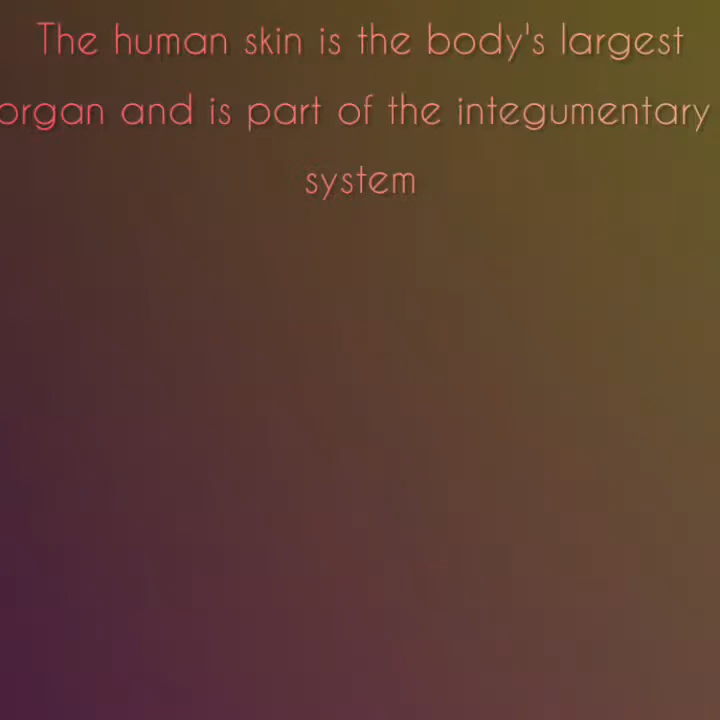 The human skin is the body's largest
organ and is part of the integumentary
system